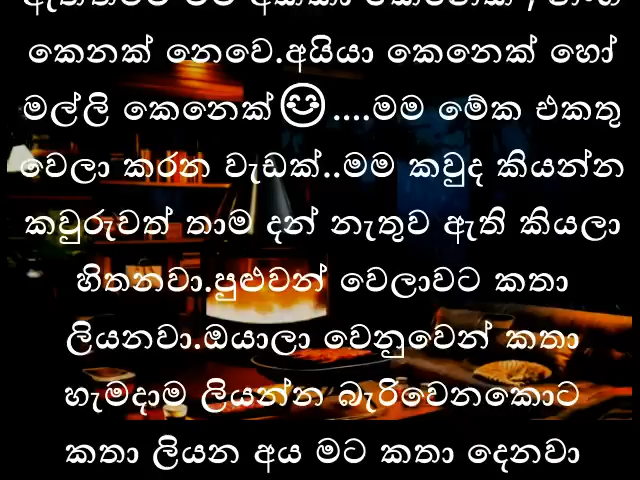 කෙනක් නෙවෙ.අයියා කෙනෙක් හෝ
මල්ලි කෙනෙක්😊....මම මේක එකතු
වෙලා කරන වැඩක්..මම කවුද කියන්න
කවුරුවත් තාම දන් නැතුව ඇති කියලා
හිතනවා.පුළුවන් වෙලාවට කතා
ලියනවා.ඔයාලා වෙනුවෙන් කතා
හැමදාම ලියන්න බැරිවෙනකොට
කතා ලියන අය මට කතා දෙනවා